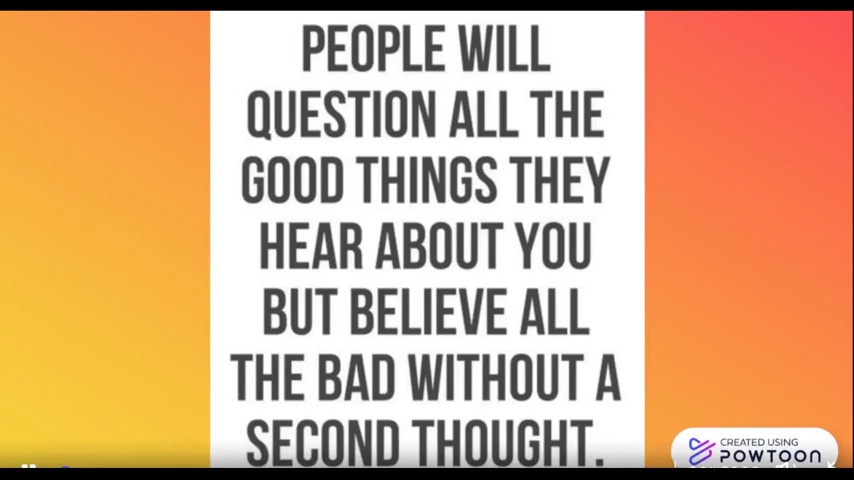 PEOPLE WILL
QUESTION ALL THE
GOOD THINGS THEY
HEAR ABOUT YOU
BUT BELIEVE ALL
THE BAD WITHOUT A
SECOND THOUGHT.
CREATED USING
POWTOON